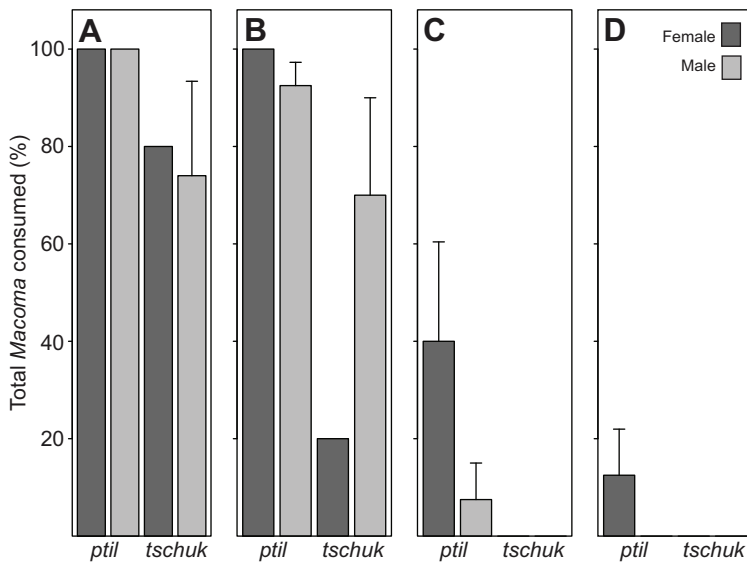 A B C D
Female
Male
100
80
60
40
20
Total Macoma consumed (%)
ptil tschuk ptil tschuk ptil tschuk ptil tschuk